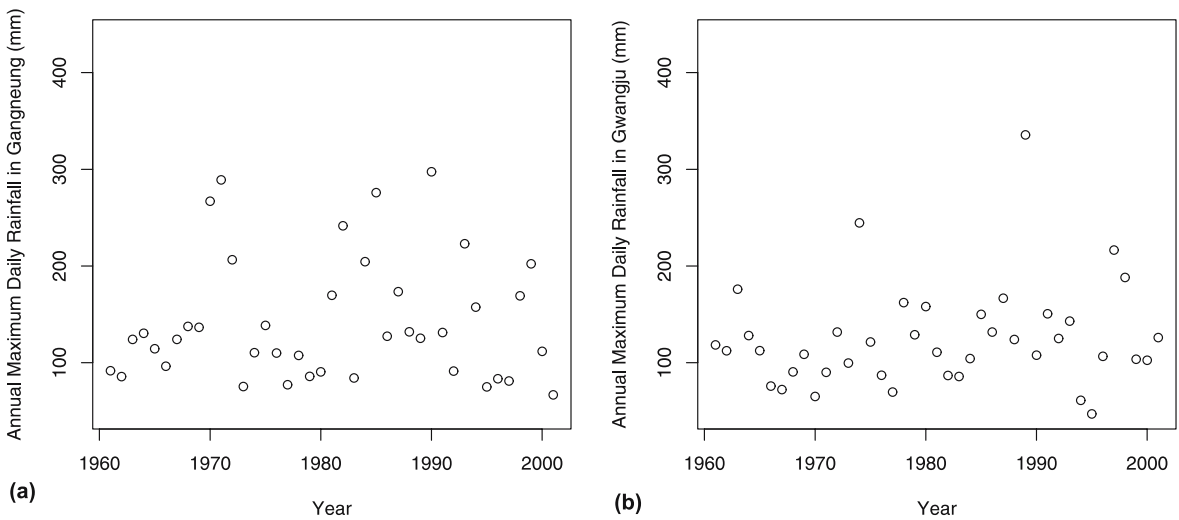 Annual Maximum Daily Rainfall in Gangneung (mm)
400
300
200
100
1960 1970 1980 1990 2000
Year
(a)
Annual Maximum Daily Rainfall in Gwangju (mm)
400
300
200
100
1960 1970 1980 1990 2000
Year
(b)